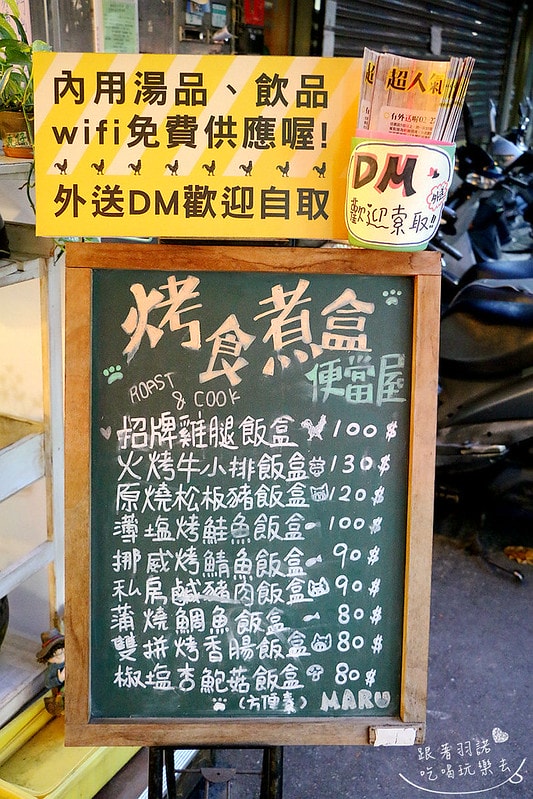 內用湯品、飲品
wifi免費供應喔!
外送DM歡迎自取
超人氣
DM
歡迎索取!!
烤食煮盒
便當屋
ROAST
& COOK
招牌雞腿飯盒 100$
火烤牛小排飯盒 130$
原燒松板豬飯盒 120$
薄塩烤鮭魚飯盒 100$
挪威烤鯖魚飯盒 90$
私房鹹豬肉飯盒 90$
蒲燒鯛魚飯盒 80$
雙拼烤香腸飯盒 80$
椒塩杏鮑菇飯盒 80$
(方便素)
MARU
跟著羽諾
吃喝玩樂去